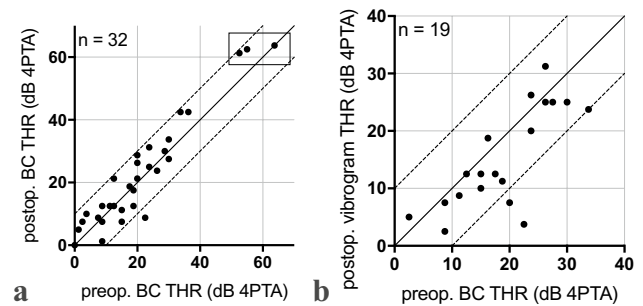 n = 32
60
40
20
0
0 20 40 60
postop. BC THR (dB 4PTA)
preop. BC THR (dB 4PTA)
a
n = 19
40
30
20
10
0
0 10 20 30 40
postop. vibrogram THR (dB 4PTA)
preop. BC THR (dB 4PTA)
b